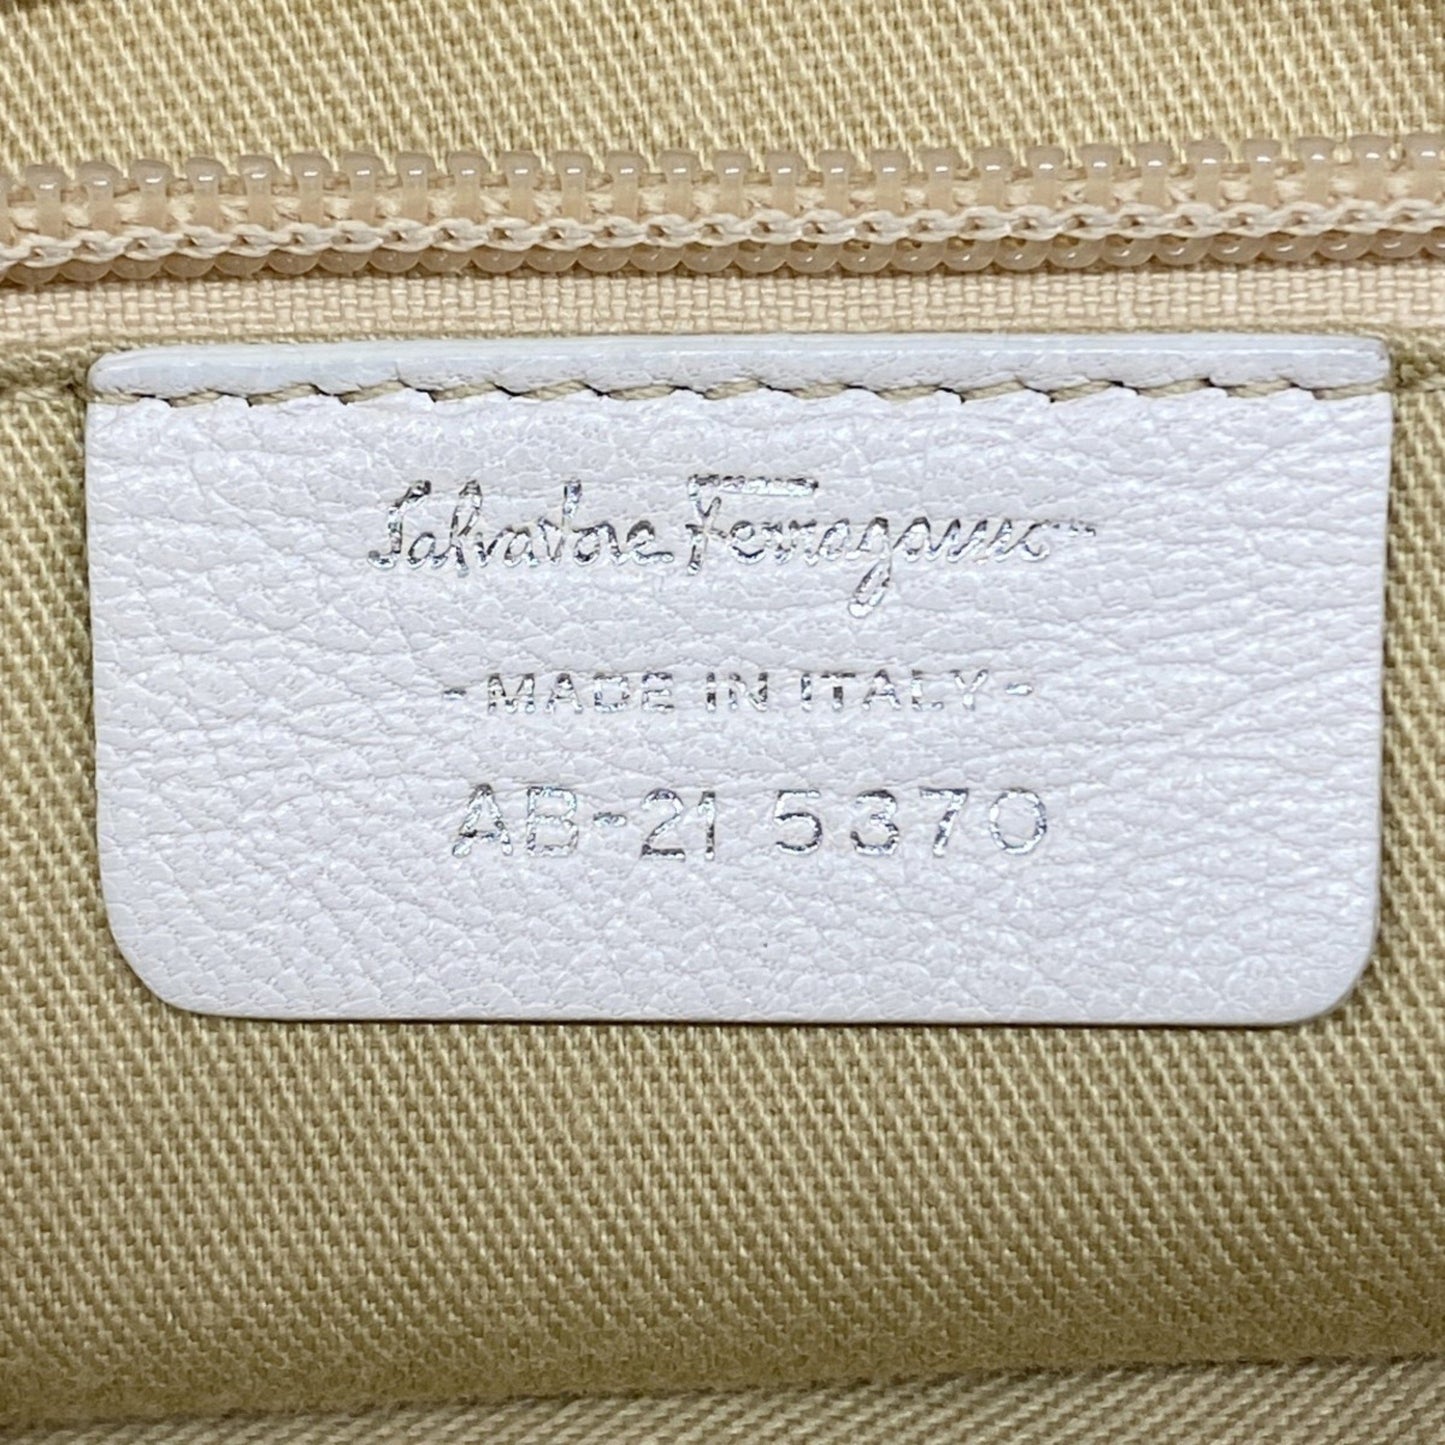 Salvatore Ferragamo
- MADE IN ITALY -
AB-21 5370